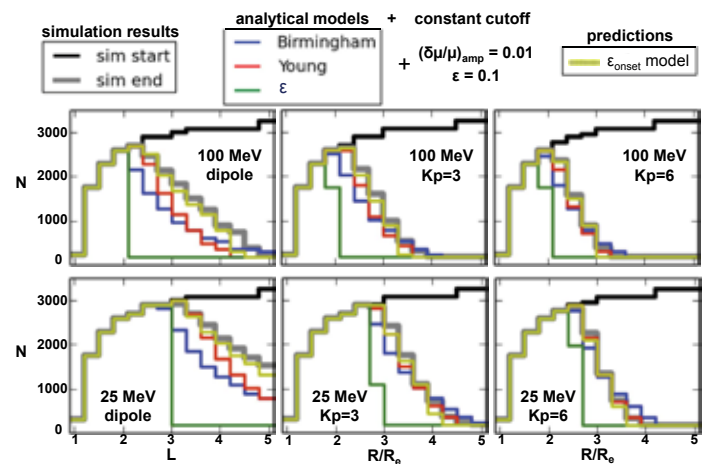 simulation results
sim start
sim end
analytical models + constant cutoff
Birmingham
Young
ε
+ (δμ/μ)amp = 0.01
ε = 0.1
predictions
εonset model
N
3000
2000
1000
0
100 MeV
dipole
100 MeV
Kp=3
100 MeV
Kp=6
N
3000
2000
1000
0
25 MeV
dipole
25 MeV
Kp=3
25 MeV
Kp=6
1 2 3 4 5
1 2 3 4 5
1 2 3 4 5
L
R/Re
R/Re